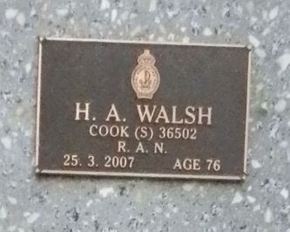 H. A. WALSH
COOK (S) 36502
R. A. N.
25. 3. 2007 AGE 76